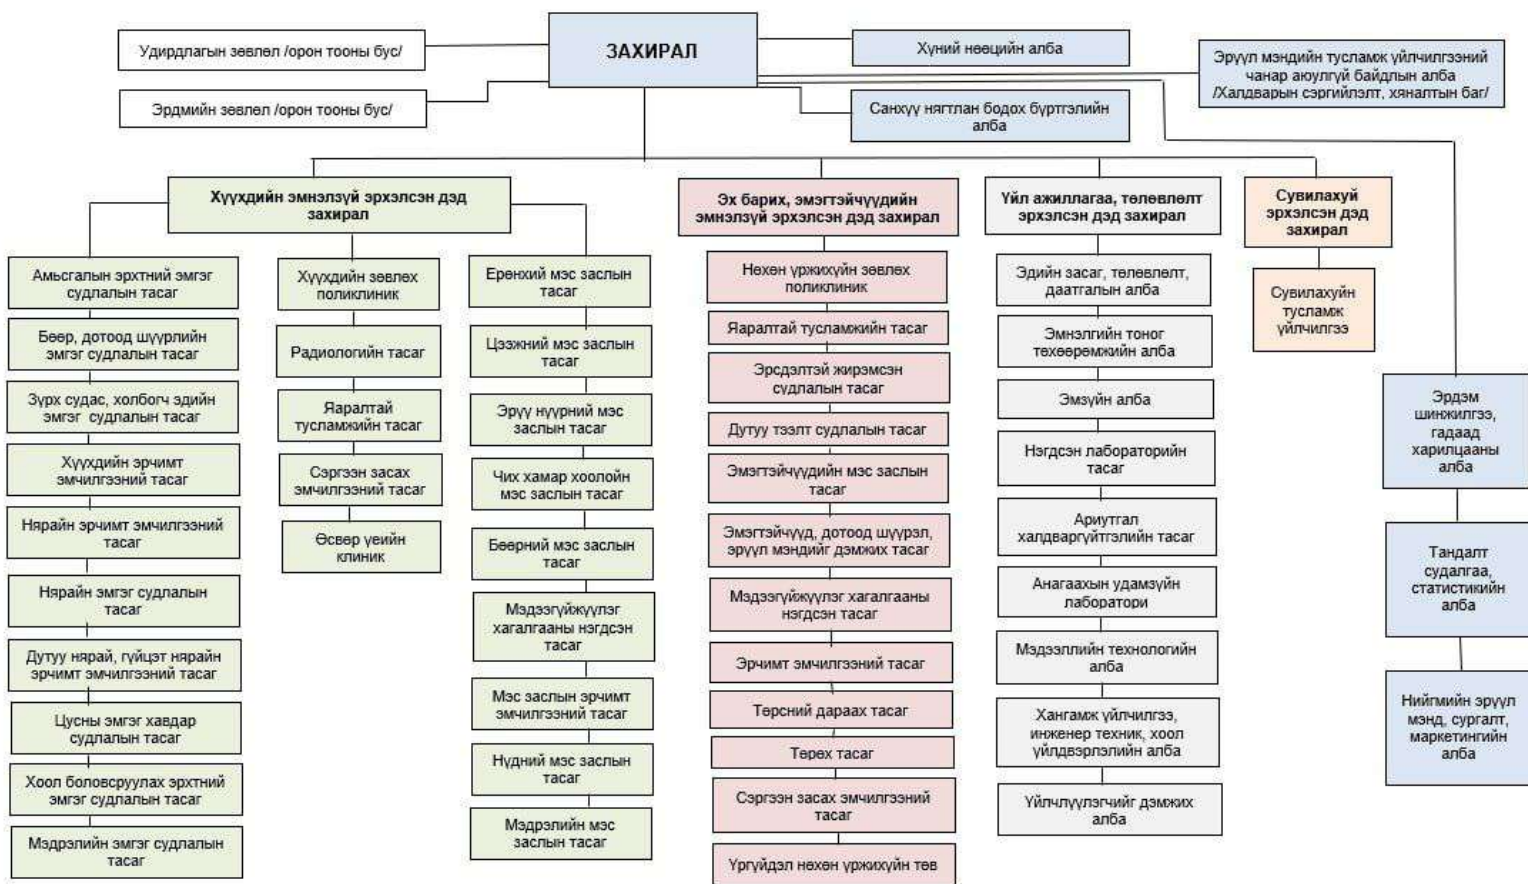 ЗАХИРАЛ
Удирдлагын зөвлөл /орон тооны бус/
Эрдмийн зөвлөл /орон тооны бус/
Хүний нөөцийн алба
Санхүү нягтлан бодох бүртгэлийн
алба
Эрүүл мэндийн тусламж үйлчилгээний
чанар аюулгүй байдлын алба
/Халдварын сэргийлэлт, хяналтын баг/
Хүүхдийн эмнэлзүй эрхэлсэн дэд
захирал
Амьсгалын эрхтний эмгэг
судлалын тасаг
Бөөр, дотоод шүүрлийн
эмгэг судлалын тасаг
Зүрх судас, холбогч эдийн
эмгэг судлалын тасаг
Хүүхдийн эрчимт
эмчилгээний тасаг
Нярайн эрчимт эмчилгээний
тасаг
Нярайн эмгэг судлалын
тасаг
Дутуу нярай, гүйцэт нярайн
эрчимт эмчилгээний тасаг
Цусны эмгэг хавдар
судлалын тасаг
Хоол боловсруулах эрхтний
эмгэг судлалын тасаг
Мэдрэлийн эмгэг судлалын
тасаг
Хүүхдийн зөвлөх
поликлиник
Радиологийн тасаг
Яаралтай
тусламжийн тасаг
Сэргээн засах
эмчилгээний тасаг
Өсвөр үеийн
клиник
Ерөнхий мэс заслын
тасаг
Цээжний мэс заслын
тасаг
Эрүү нүүрний мэс
заслын тасаг
Чих хамар хоолойн
мэс заслын тасаг
Бөөрний мэс заслын
тасаг
Мэдээгүйжүүлэг
хагалгааны нэгдсэн
тасаг
Мэс заслын эрчимт
эмчилгээний тасаг
Нүдний мэс заслын
тасаг
Мэдрэлийн мэс
заслын тасаг
Эх барих, эмэгтэйчүүдийн
эмнэлзүй эрхэлсэн дэд захирал
Нөхөн үржихүйн зөвлөх
поликлиник
Яаралтай тусламжийн тасаг
Эрсдэлтэй жирэмсэн
судлалын тасаг
Дутуу тээлт судлалын тасаг
Эмэгтэйчүүдийн мэс заслын
тасаг
Эмэгтэйчүүд, дотоод шүүрэл,
эрүүл мэндийг дэмжих тасаг
Мэдээгүйжүүлэг хагалгааны
нэгдсэн тасаг
Эрчимт эмчилгээний тасаг
Төрсний дараах тасаг
Төрөх тасаг
Сэргээн засах эмчилгээний
тасаг
Үргүйдэл нөхөн үржихүйн төв
Үйл ажиллагаа, төлөвлөлт
эрхэлсэн дэд захирал
Эдийн засаг, төлөвлөлт,
даатгалын алба
Эмнэлгийн тоног
төхөөрөмжийн алба
Эмзүйн алба
Нэгдсэн лабораторийн
тасаг
Ариутгал
халдваргүйтгэлийн тасаг
Анагаахын удамзүйн
лаборатори
Мэдээллийн технологийн
алба
Хангамж үйлчилгээ,
инженер техник, хоол
үйлдвэрлэлийн алба
Үйлчлүүлэгчийг дэмжих
алба
Сувилахуй
эрхэлсэн дэд
захирал
Сувилахуйн
тусламж
үйлчилгээ
Эрдэм
шинжилгээ,
гадаад
харилцааны
алба
Тандалт
судалгаа,
статистикийн
алба
Нийгмийн эрүүл
мэнд, сургалт,
маркетингийн
алба